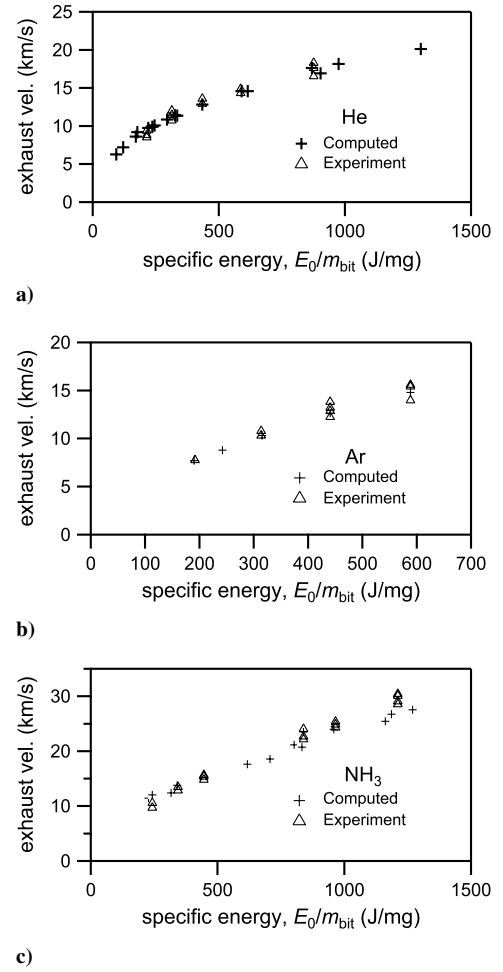 25
20
15
10
5
0
exhaust vel. (km/s)
He
Computed
Experiment
0 500 1000 1500
specific energy, E0/mbit (J/mg)
a)
20
15
10
5
0
exhaust vel. (km/s)
Ar
Computed
Experiment
0 100 200 300 400 500 600 700
specific energy, E0/mbit (J/mg)
b)
30
20
10
0
exhaust vel. (km/s)
NH3
Computed
Experiment
0 500 1000 1500
specific energy, E0/mbit (J/mg)
c)